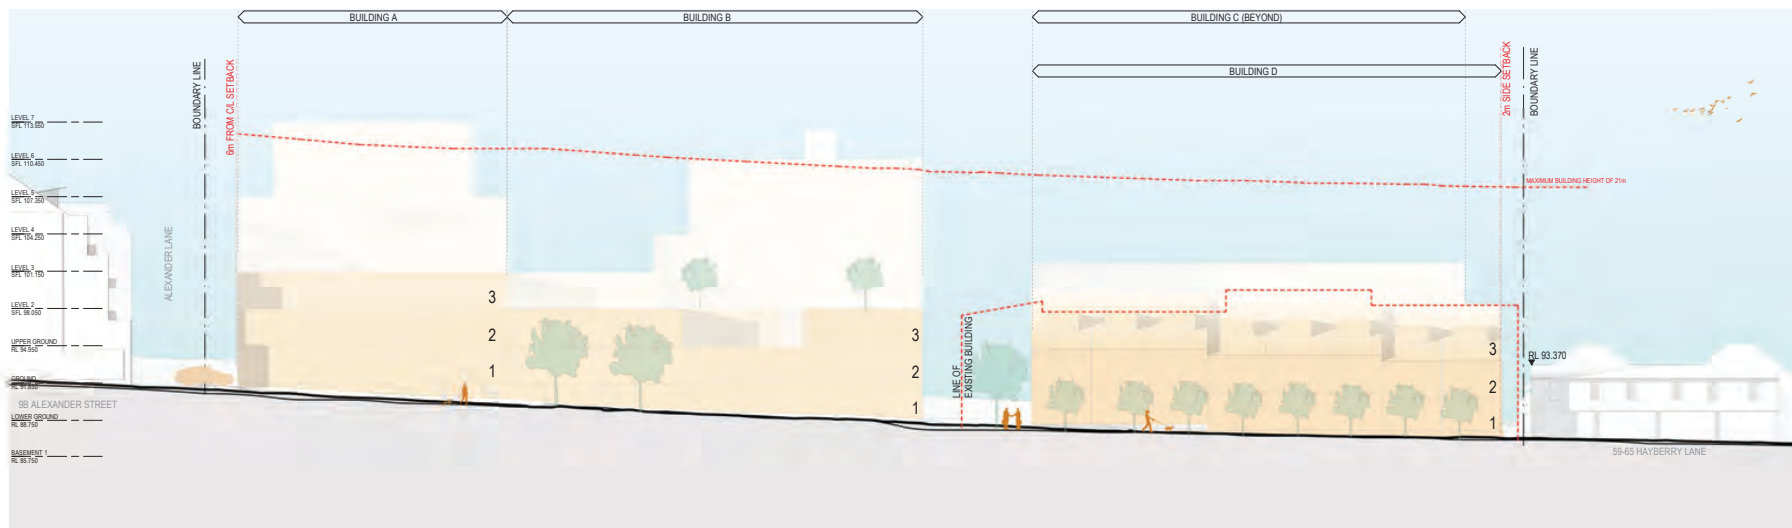 BUILDING A
BUILDING B
BUILDING C (BEYOND)
BUILDING D
BOUNDARY LINE
6m FROM C/L SETBACK
2m SIDE SETBACK
BOUNDARY LINE
LEVEL 7
SFL 113.550
LEVEL 6
SFL 110.450
LEVEL 5
SFL 107.350
LEVEL 4
SFL 104.250
LEVEL 3
SFL 101.150
LEVEL 2
SFL 98.050
UPPER GROUND
RL 94.950
GROUND
RL 91.850
LOWER GROUND
RL 88.750
BASEMENT 1
RL 85.750
MAXIMUM BUILDING HEIGHT OF 21m
ALEXANDER LANE
3
2
1
3
2
1
LINE OF
EXISTING BUILDING
3
2
1
RL 93.370
9B ALEXANDER STREET
59-65 HAYBERRY LANE